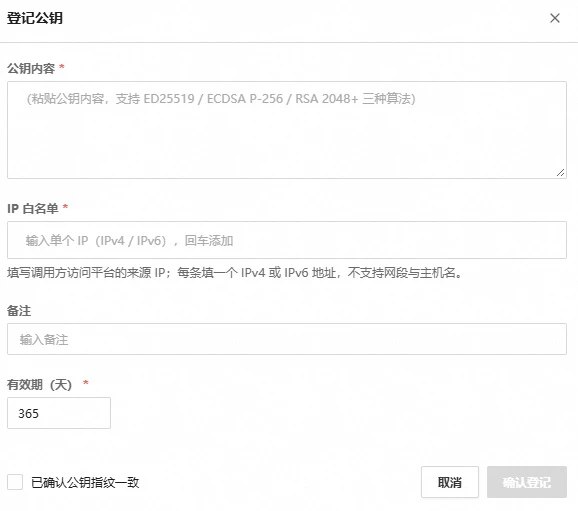 登记公钥
公钥内容 *
(粘贴公钥内容，支持 ED25519 / ECDSA P-256 / RSA 2048+ 三种算法)
IP 白名单 *
输入单个 IP（IPv4 / IPv6），回车添加
填写调用方访问平台的来源 IP；每条填一个 IPv4 或 IPv6 地址，不支持网段与主机名。
备注
输入备注
有效期（天） *
365
已确认公钥指纹一致
取消
确认登记